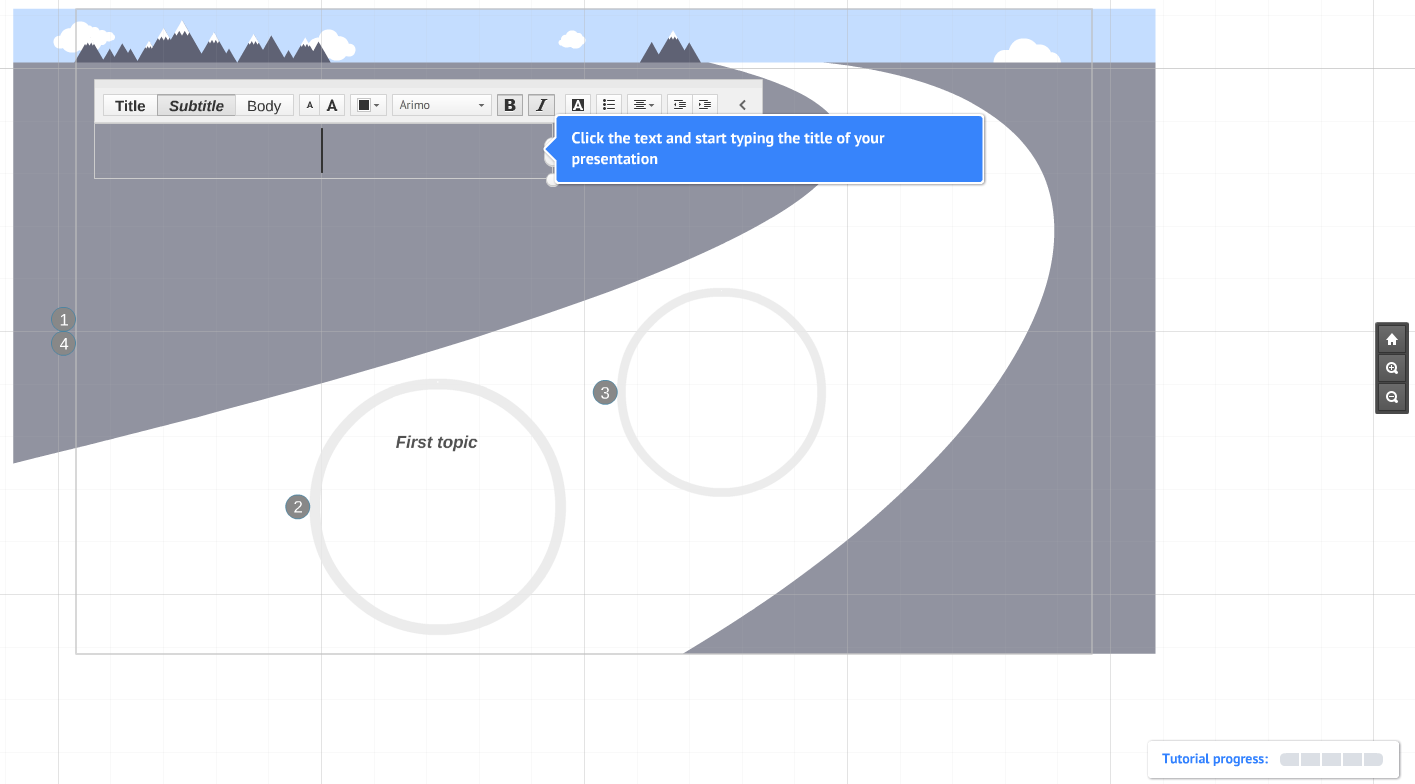 Title Subtitle Body A A Arimo B I A
Click the text and start typing the title of your
presentation
1
4
3
First topic
2
Tutorial progress: